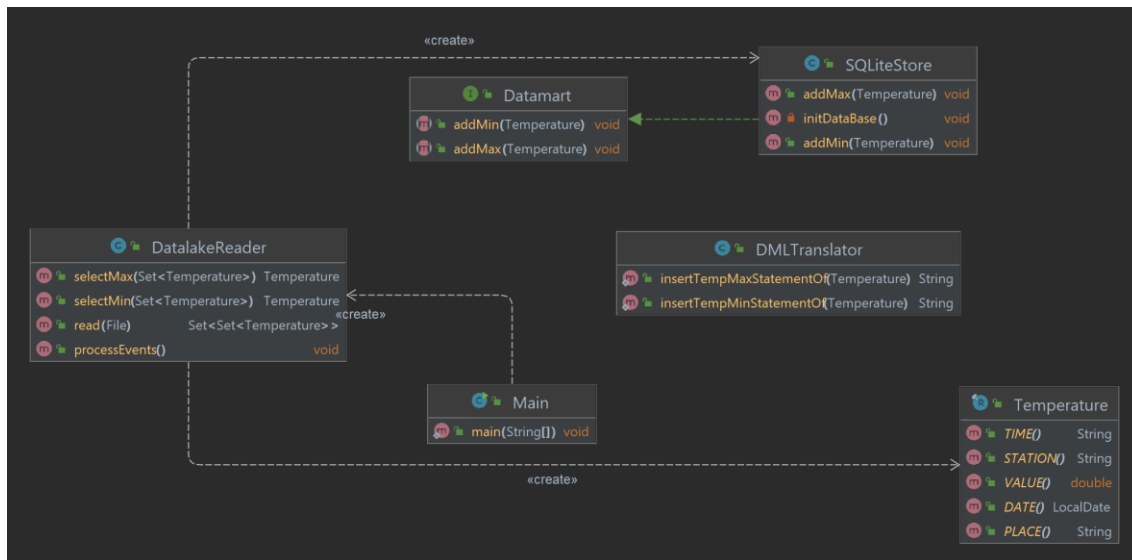 «create»
SQLiteStore
addMax(Temperature) void
initDataBase() void
addMin(Temperature) void
Datamart
addMin(Temperature) void
addMax(Temperature) void
DatalakeReader
selectMax(Set<Temperature>) Temperature
selectMin(Set<Temperature>) Temperature
read(File) Set<Set<Temperature>>
processEvents() void
«create»
DMLTranslator
insertTempMaxStatementOf(Temperature) String
insertTempMinStatementOf(Temperature) String
Main
main(String[]) void
Temperature
TIME() String
STATION() String
VALUE() double
DATE() LocalDate
PLACE() String
«create»